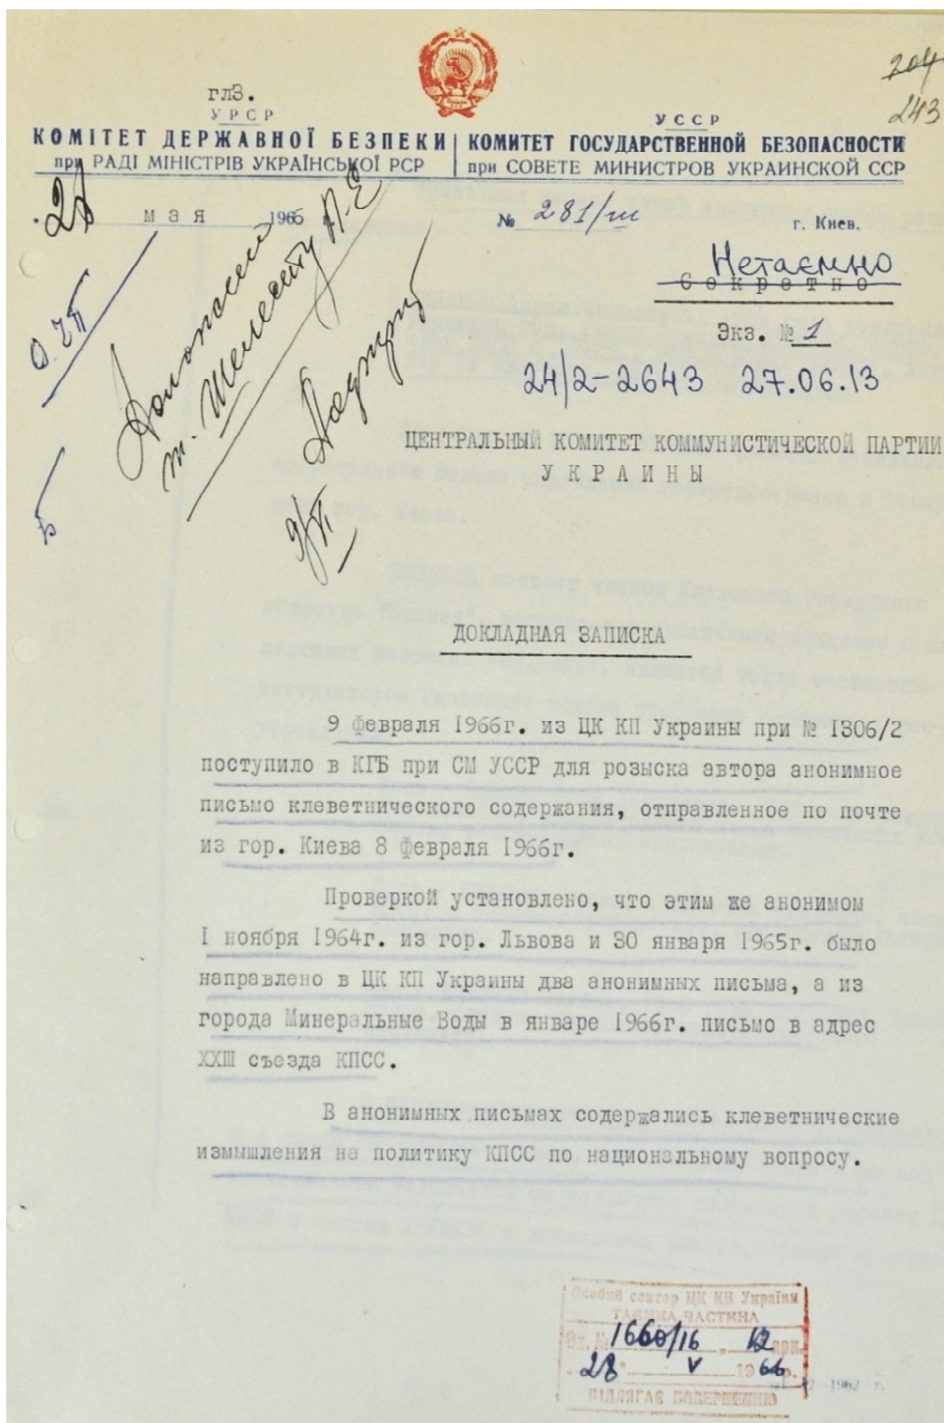 204
243
гл3.
УРСР
КОМІТЕТ ДЕРЖАВНОЇ БЕЗПЕКИ
при РАДІ МІНІСТРІВ УКРАЇНСЬКОЇ РСР
УССР
КОМИТЕТ ГОСУДАРСТВЕННОЙ БЕЗОПАСНОСТИ
при СОВЕТЕ МИНИСТРОВ УКРАИНСКОЙ ССР
28 мая 1966 г.
№ 281/ш
г. Киев.
Нетаємно
Секретно
Экз. № 1
24/2-2643 27.06.13
т. Шелесту П.Е
ЦЕНТРАЛЬНЫЙ КОМИТЕТ КОММУНИСТИЧЕСКОЙ ПАРТИИ
УКРАИНЫ
ДОКЛАДНАЯ ЗАПИСКА
9 февраля 1966г. из ЦК КП Украины при № 1306/2
поступило в КГБ при СМ УССР для розыска автора анонимное
письмо клеветнического содержания, отправленное по почте
из гор. Киева 8 февраля 1966г.
Проверкой установлено, что этим же анонимом
1 ноября 1964г. из гор. Львова и 30 января 1965г. было
направлено в ЦК КП Украины два анонимных письма, а из
города Минеральные Воды в январе 1966г. письмо в адрес
ХХIII съезда КПСС.
В анонимных письмах содержались клеветнические
измышления на политику КПСС по национальному вопросу.
Особий сектор ЦК КП України
ТАЄМНА ЧАСТИНА
Вх. № 1660/16 " 12 арк.
"28" V 1966 р.
ПІДЛЯГАЄ ПОВЕРНЕННЮ